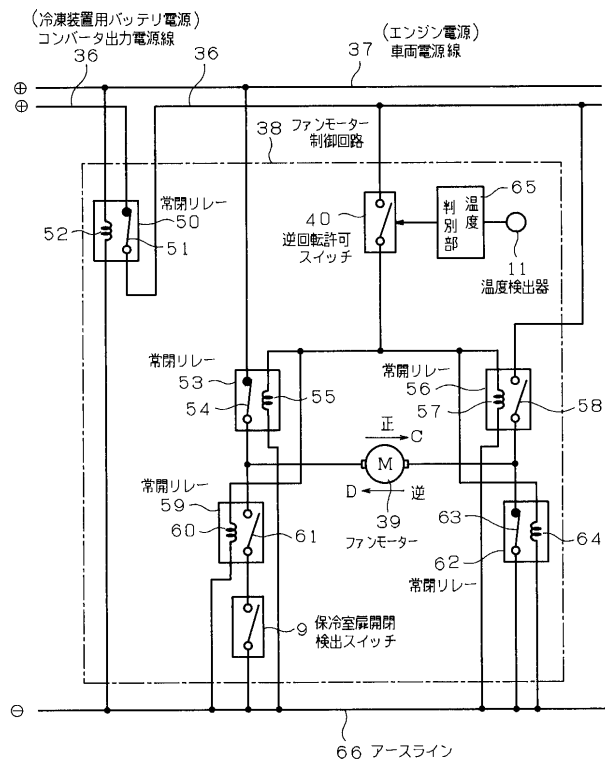 (冷凍装置用バッテリ電源)
コンバータ出力電源線
36
36
(エンジン電源)
車両電源線
37
⊕
⊕
ファンモーター
制御回路
38
常閉リレー
50
51
52
40
逆回転許可
スイッチ
温度
判別部
65
11
温度検出器
常閉リレー
53
54
55
常開リレー
56
57
58
正
C
M
D
逆
39
ファンモーター
常開リレー
59
60
61
63
62
64
常閉リレー
9
保冷室扉開閉
検出スイッチ
⊖
66 アースライン